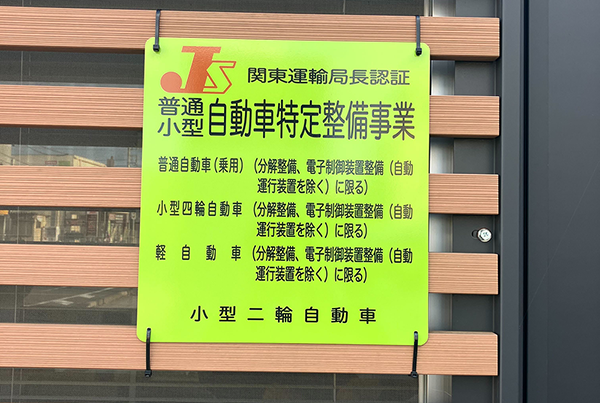 JS 関東運輸局長認証
普通
小型 自動車特定整備事業
普通自動車(乗用) (分解整備、電子制御装置整備(自動
運行装置を除く)に限る)
小型四輪自動車 (分解整備、電子制御装置整備(自動
運行装置を除く)に限る)
軽自動車 (分解整備、電子制御装置整備(自動
運行装置を除く)に限る)
小型二輪自動車